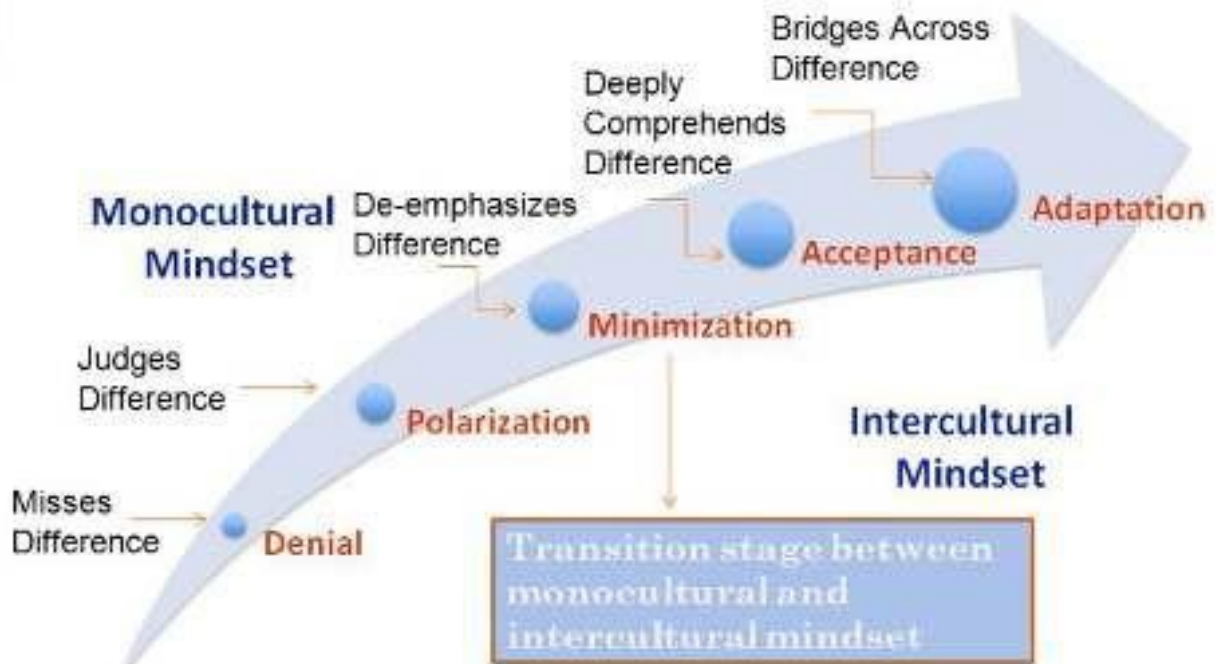 Bridges Across
Difference
Deeply
Comprehends
Difference
Adaptation
Monocultural
Mindset
De-emphasizes
Difference
Acceptance
Minimization
Judges
Difference
Polarization
Intercultural
Mindset
Misses
Difference
Denial
Transition stage between
monocultural and
intercultural mindset